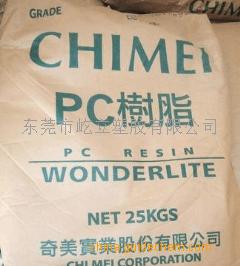 GRADE
CHIMEI
PC樹脂
东莞市屹立塑胶有限公司
PC RESIN
WONDERLITE
NET 25KGS
奇美實業股份有限公司
CHI MEI CORPORATION